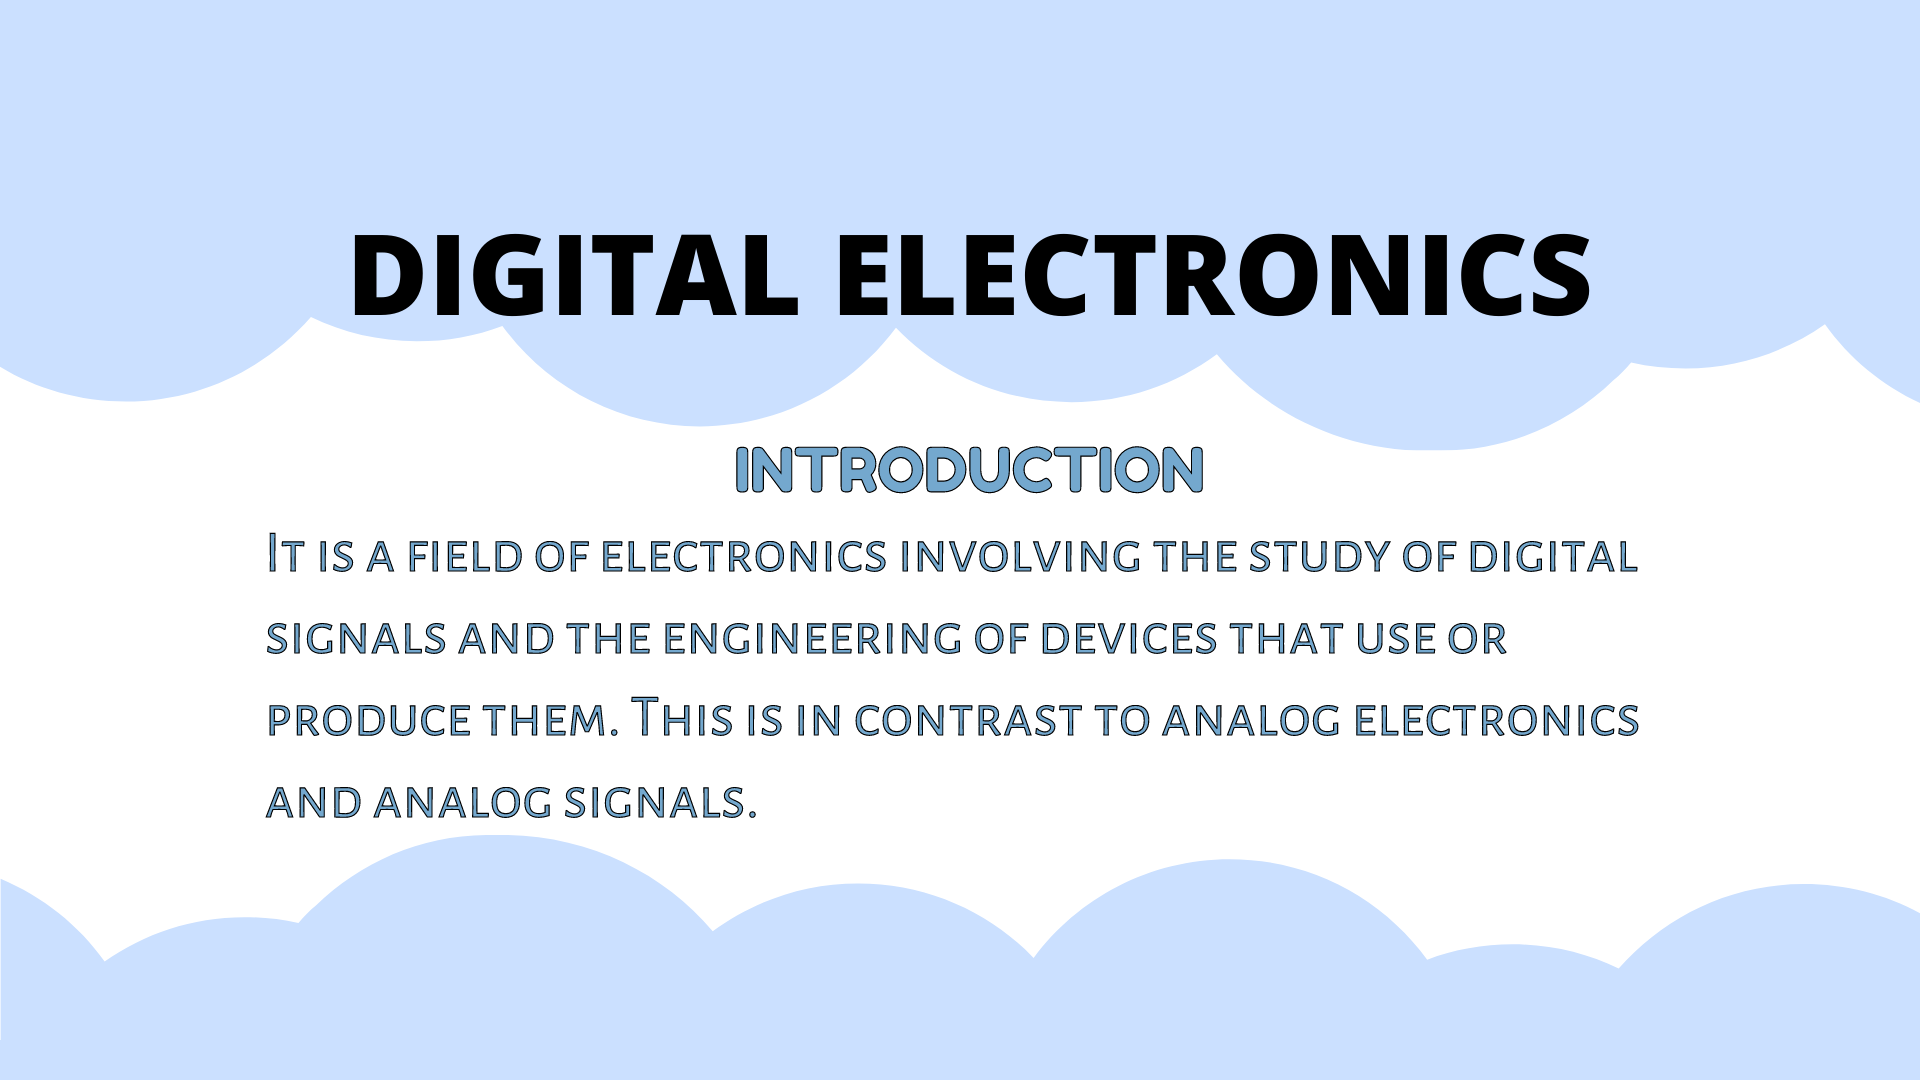 DIGITAL ELECTRONICS
INTRODUCTION
It is a field of electronics involving the study of digital
signals and the engineering of devices that use or
produce them. This is in contrast to analog electronics
and analog signals.